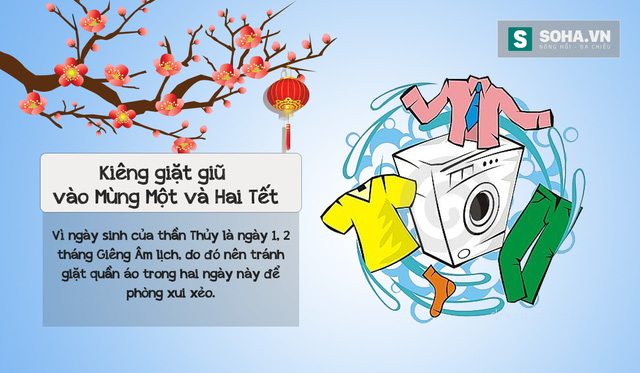 SOHA.VN
NÓNG HỔI - ĐA CHIỀU
Kiêng giặt giũ
vào Mùng Một và Hai Tết
Vì ngày sinh của thần Thủy là ngày 1, 2
tháng Giêng Âm lịch, do đó nên tránh
giặt quần áo trong hai ngày này để
phòng xui xẻo.